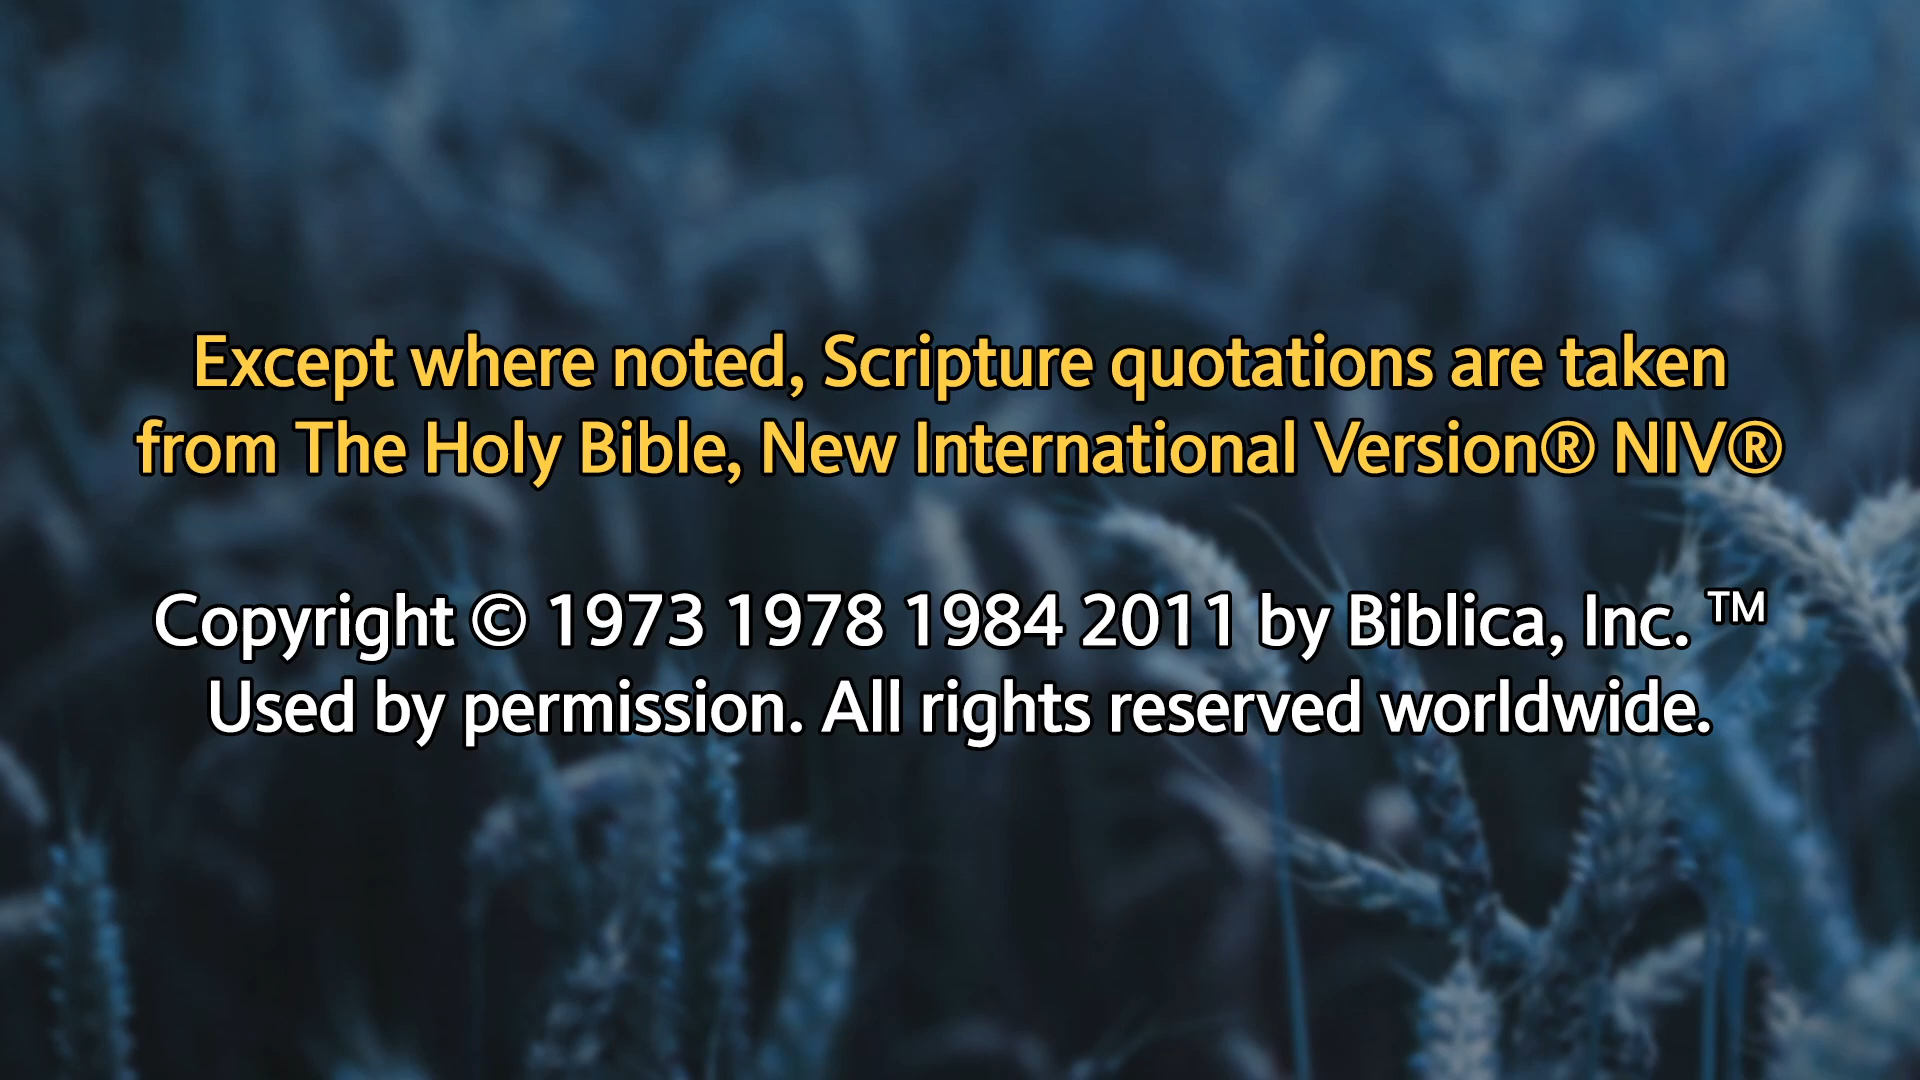 Except where noted, Scripture quotations are taken
from The Holy Bible, New International Version® NIV®
Copyright © 1973 1978 1984 2011 by Biblica, Inc. ™
Used by permission. All rights reserved worldwide.